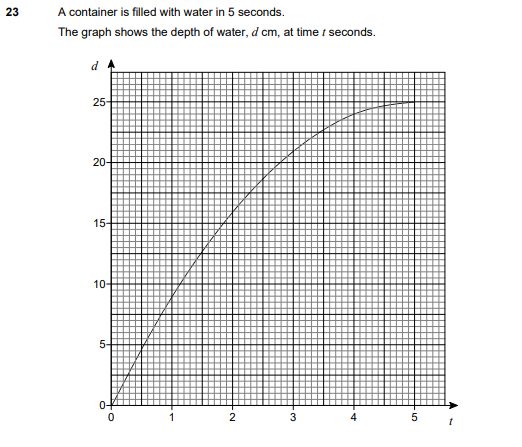 23 A container is filled with water in 5 seconds.
The graph shows the depth of water, d cm, at time t seconds.
d
25
20
15
10
5
0
0 1 2 3 4 5 t